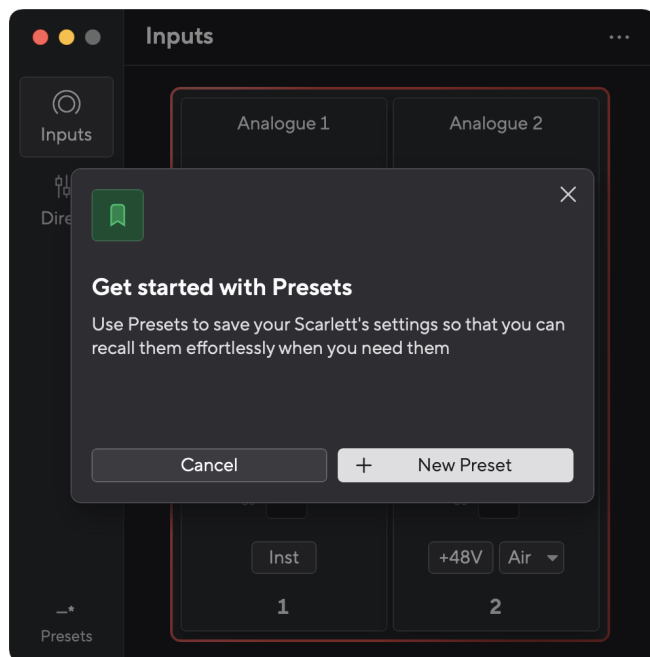 Inputs
Inputs
Dire
Analogue 1
Analogue 2
Get started with Presets
Use Presets to save your Scarlett's settings so that you can
recall them effortlessly when you need them
Cancel
+ New Preset
Inst
+48V
Air
1
2
Presets